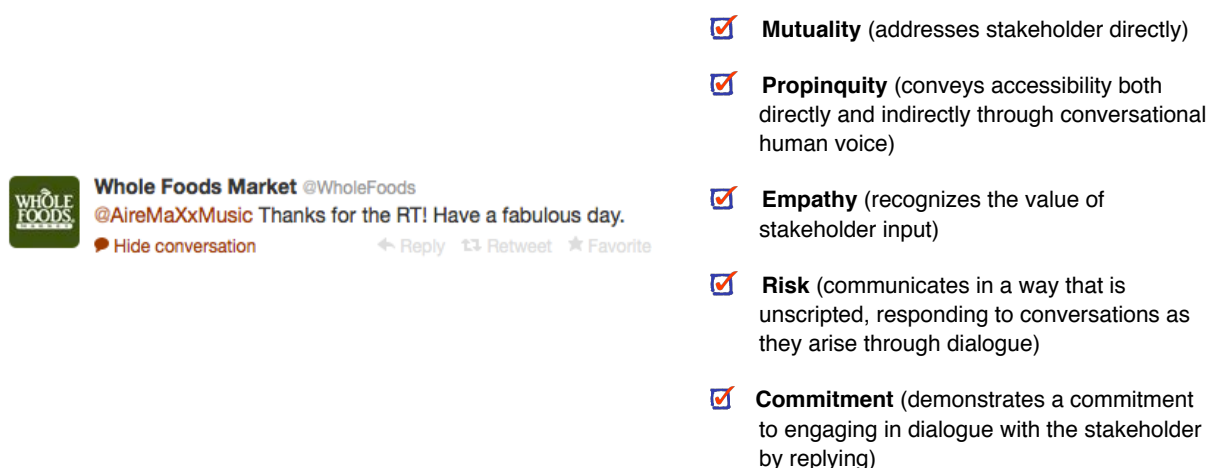 WHOLE
FOODS
MARKET
Whole Foods Market @WholeFoods
@AireMaXxMusic Thanks for the RT! Have a fabulous day.
Hide conversation Reply Retweet Favorite
Mutuality (addresses stakeholder directly)
Propinquity (conveys accessibility both
directly and indirectly through conversational
human voice)
Empathy (recognizes the value of
stakeholder input)
Risk (communicates in a way that is
unscripted, responding to conversations as
they arise through dialogue)
Commitment (demonstrates a commitment
to engaging in dialogue with the stakeholder
by replying)